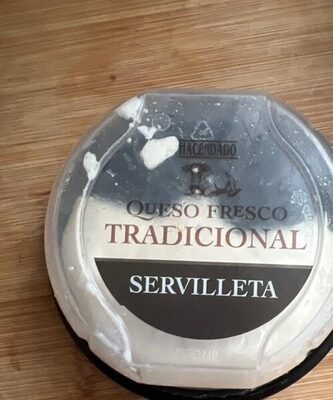 HACENDADO
QUESO FRESCO
TRADICIONAL
SERVILLETA